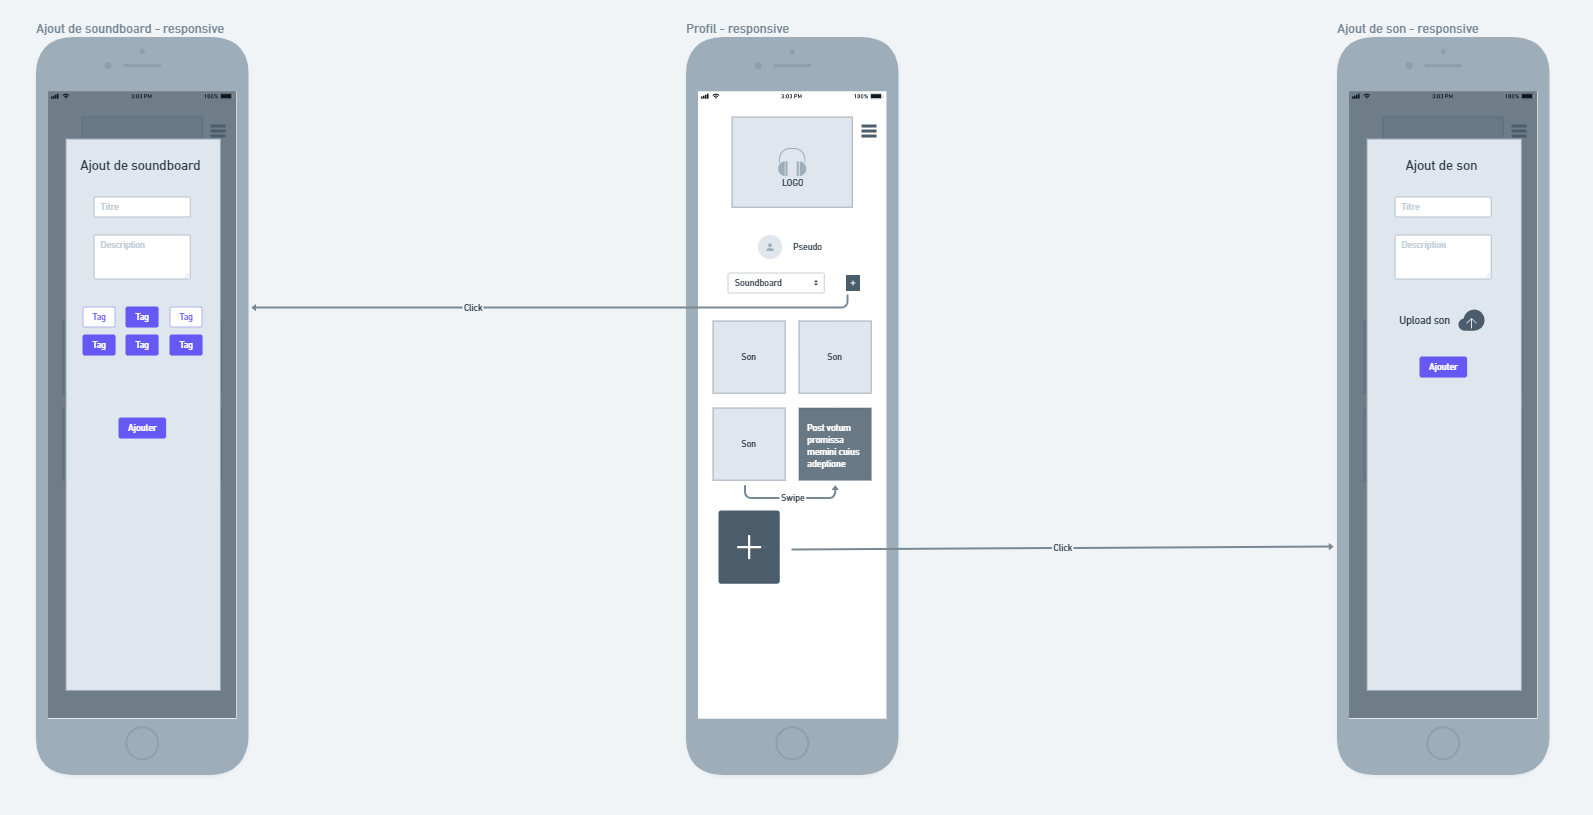 Ajout de soundboard - responsive
3:03 PM
100%
Ajout de soundboard
Titre
Description
Tag
Tag
Tag
Tag
Tag
Tag
Ajouter
Click
Profil - responsive
3:03 PM
100%
LOGO
Pseudo
Soundboard
+
Son
Son
Son
Post votum
promissa
memini cuius
adeptione
Swipe
Click
Ajout de son - responsive
3:03 PM
100%
Ajout de son
Titre
Description
Upload son
Ajouter